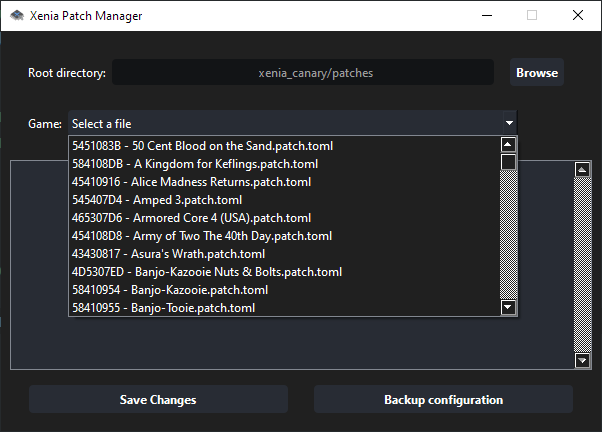 Xenia Patch Manager
Root directory: xenia_canary/patches Browse
Game: Select a file
5451083B - 50 Cent Blood on the Sand.patch.toml
584108DB - A Kingdom for Keflings.patch.toml
45410916 - Alice Madness Returns.patch.toml
545407D4 - Amped 3.patch.toml
465307D6 - Armored Core 4 (USA).patch.toml
454108D8 - Army of Two The 40th Day.patch.toml
43430817 - Asura's Wrath.patch.toml
4D5307ED - Banjo-Kazooie Nuts & Bolts.patch.toml
58410954 - Banjo-Kazooie.patch.toml
58410955 - Banjo-Tooie.patch.toml
Save Changes Backup configuration